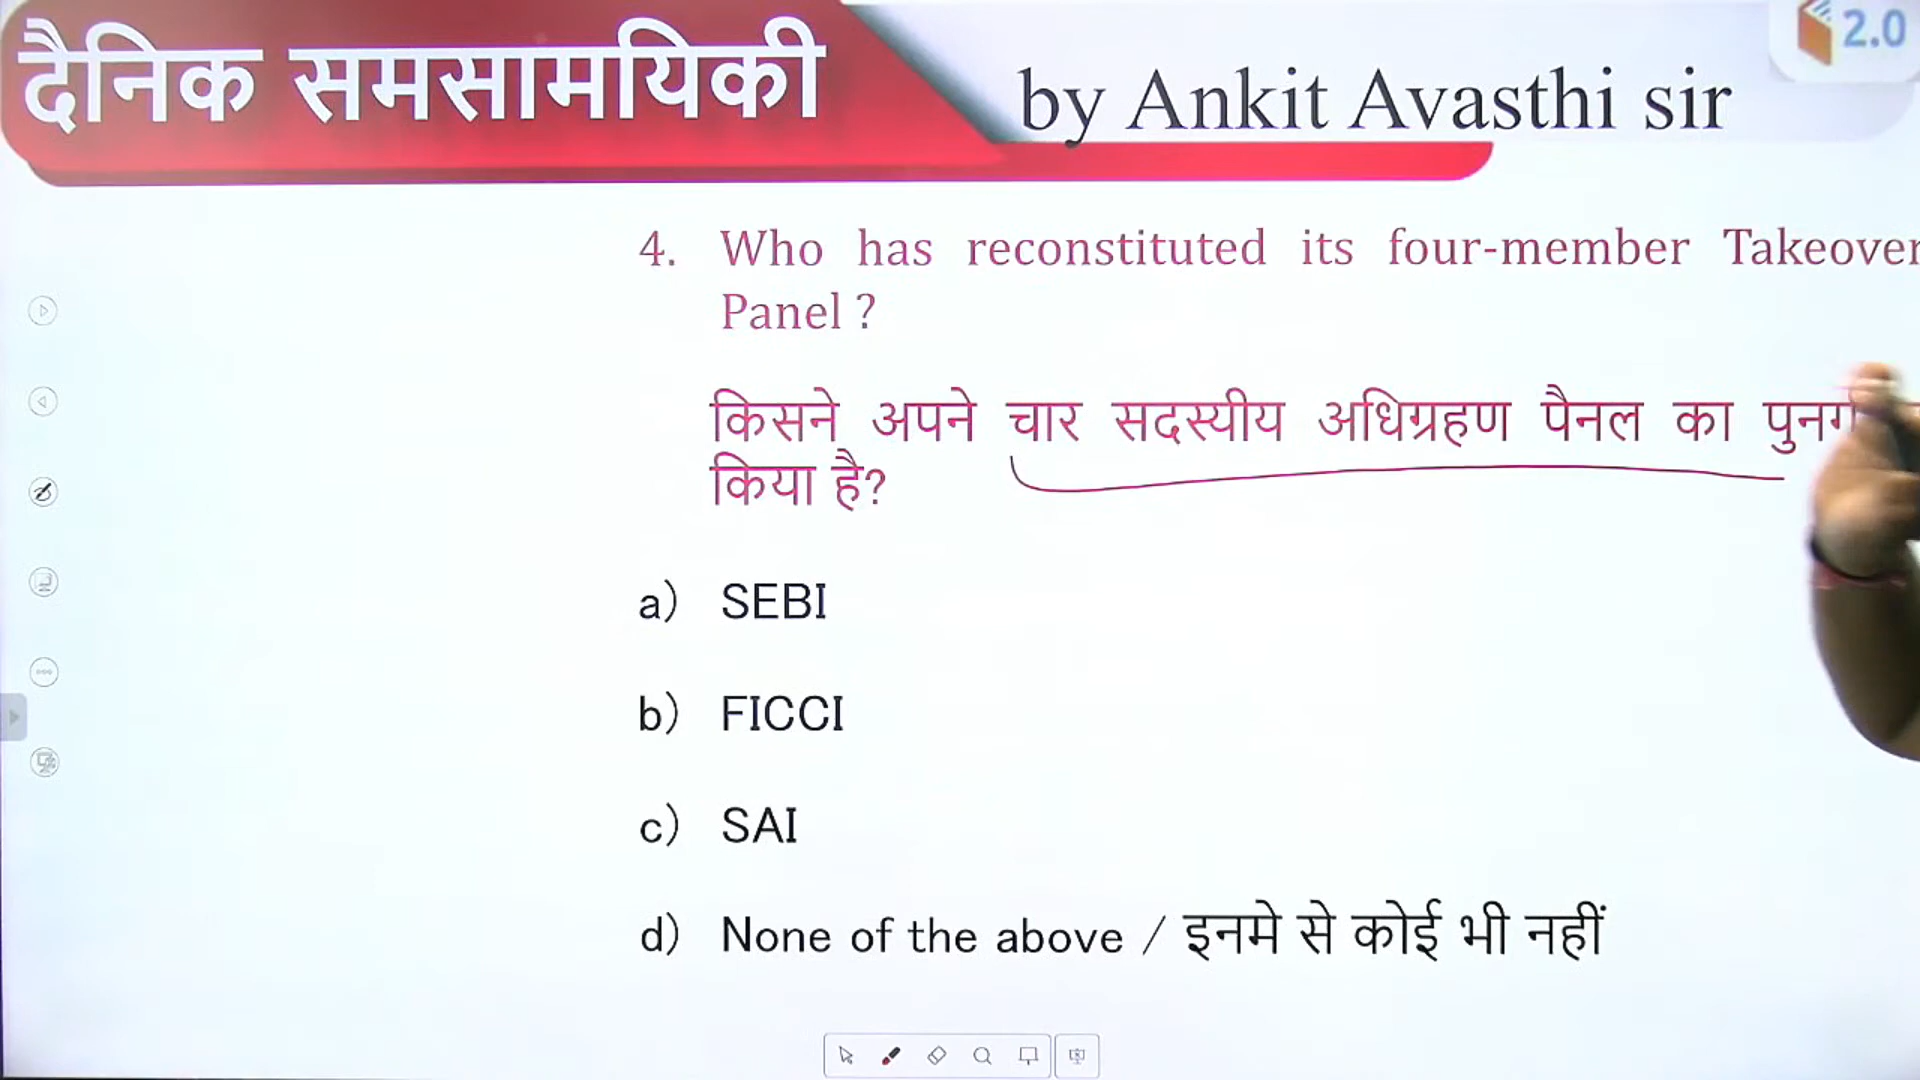 दैनिक समसामयिकी
by Ankit Avasthi sir
2.0
4. Who has reconstituted its four-member Takeover
Panel ?
किसने अपने चार सदस्यीय अधिग्रहण पैनल का
किया है?
a) SEBI
b) FICCI
c) SAI
d) None of the above / इनमे से कोई भी नहीं